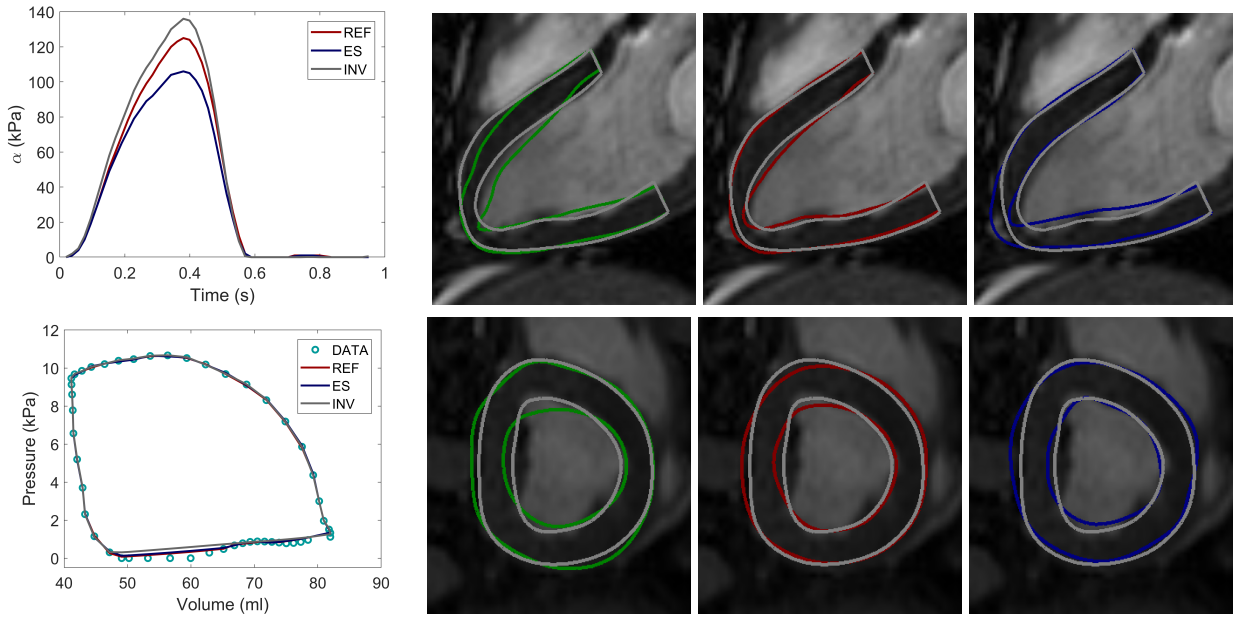 140
120
100
80
60
40
20
0
0 0.2 0.4 0.6 0.8 1
α (kPa)
Time (s)
REF
ES
INV
12
10
8
6
4
2
0
40 50 60 70 80 90
Pressure (kPa)
Volume (ml)
DATA
REF
ES
INV